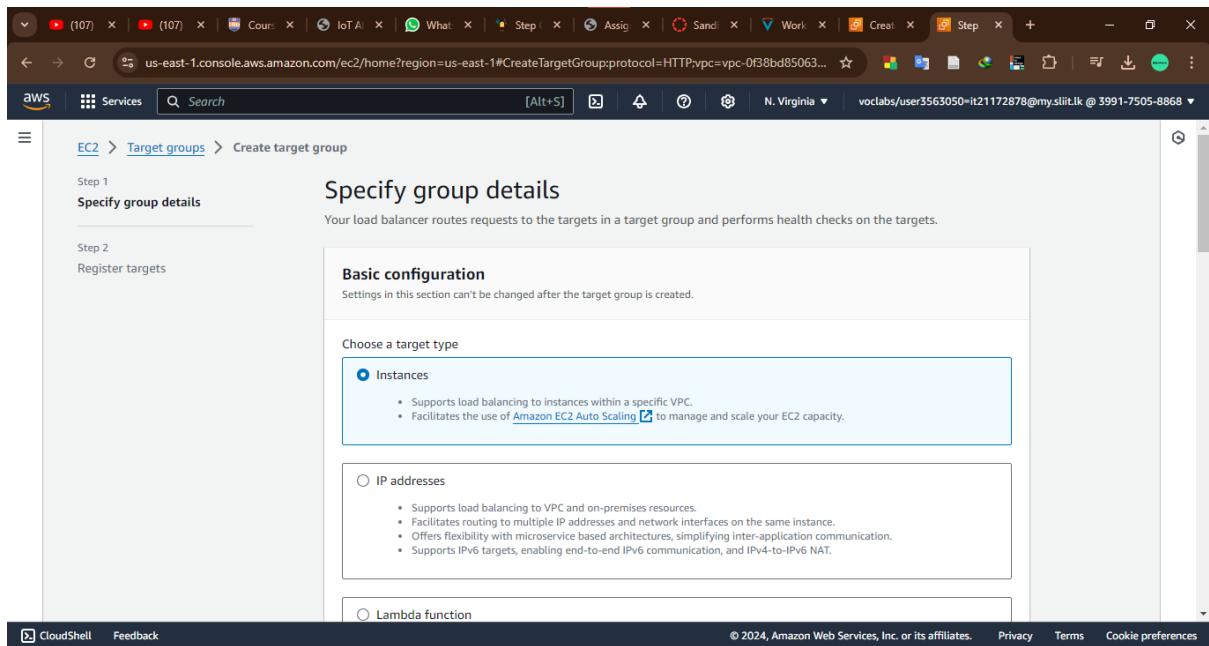 (107)
(107)
Cours
IoT Al
What
Step (
Assig
Sandl
Work
Creat
Step
us-east-1.console.aws.amazon.com/ec2/home?region=us-east-1#CreateTargetGroup:protocol=HTTP;vpc=vpc-0f38bd85063...
aws Services Search [Alt+S] N. Virginia voclabs/user3563050=it21172878@my.sliit.lk @ 3991-7505-8868
EC2 > Target groups > Create target group
Step 1
Specify group details
Step 2
Register targets
Specify group details
Your load balancer routes requests to the targets in a target group and performs health checks on the targets.
Basic configuration
Settings in this section can't be changed after the target group is created.
Choose a target type
Instances
• Supports load balancing to instances within a specific VPC.
• Facilitates the use of Amazon EC2 Auto Scaling to manage and scale your EC2 capacity.
IP addresses
• Supports load balancing to VPC and on-premises resources.
• Facilitates routing to multiple IP addresses and network interfaces on the same instance.
• Offers flexibility with microservice based architectures, simplifying inter-application communication.
• Supports IPv6 targets, enabling end-to-end IPv6 communication, and IPv4-to-IPv6 NAT.
Lambda function
CloudShell Feedback © 2024, Amazon Web Services, Inc. or its affiliates. Privacy Terms Cookie preferences